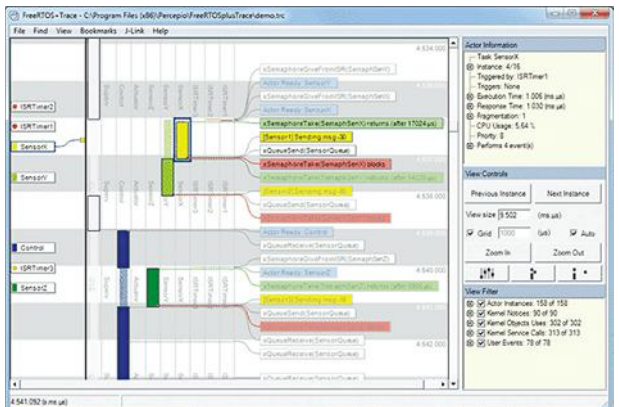 FreeRTOS+Trace - C:\Program Files (x86)\Percepio\FreeRTOSplusTrace\demo.trc
File Find View Bookmarks J-Link Help
4.534.000
xSemaphoreGiveFromISR(SemaphSenY)
Actor Ready: SensorY
xSemaphoreGiveFromISR(SemaphSenX)
Actor Ready: SensorX
xSemaphoreTake(SemaphSenX) returns (after 17024 µs)
[Sensor1] Sending msg -30
xQueueSend(SensorQueue)
xSemaphoreTake(SemaphSenX) blocks
xQueueSend(SensorQueue)
4.536.000
Actor Ready: Control
xQueueReceive(SensorQueue)
4.540.000
Actor Ready: SensorZ
xQueueSend(SensorQueue)
xQueueReceive(SensorQueue)
4.542.000
xQueueReceive(SensorQueue)
ISRTimer2
ISRTimer1
SensorX
SensorY
Control
ISRTimer3
SensorZ
Actor Information
Task SensorX
Instance: 4/16
Triggered by: ISRTimer1
Triggers: None
Execution Time: 1.006 (ms.µs)
Response Time: 1.030 (ms.µs)
Fragmentation: 1
CPU Usage: 5.64 %
Priority: 8
Performs 4 event(s)
View Controls
Previous Instance Next Instance
View size 9.502 (ms.µs)
Grid 1000 (µs) Auto
Zoom In Zoom Out
View Filter
Actor Instances: 158 of 158
Kernel Notices: 90 of 90
Kernel Objects Uses: 302 of 302
Kernel Service Calls: 313 of 313
User Events: 78 of 78
4.541.092 (s.ms.µs)